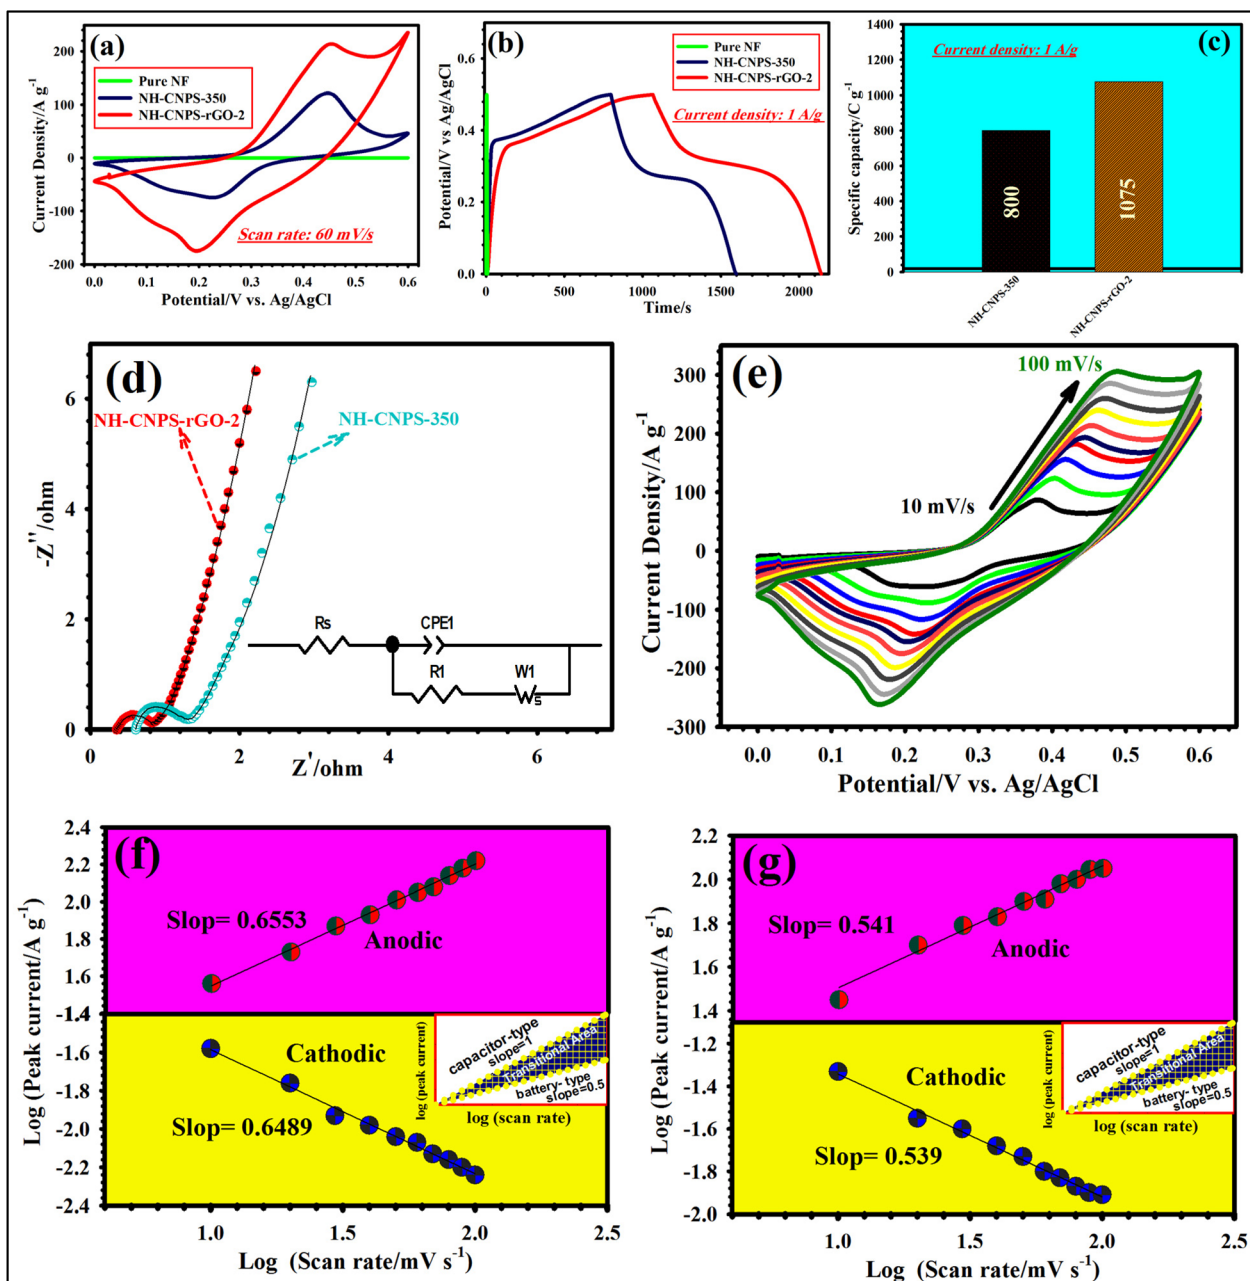 (a)
Pure NF
NH-CNPS-350
NH-CNPS-rGO-2
Scan rate: 60 mV/s
Current Density/A g-1
200
100
0
-100
-200
0.0 0.1 0.2 0.3 0.4 0.5 0.6
Potential/V vs. Ag/AgCl
(b)
Pure NF
NH-CNPS-350
NH-CNPS-rGO-2
Current density: 1 A/g
Potential/V vs Ag/AgCl
0.6
0.4
0.2
0.0
0 500 1000 1500 2000
Time/s
(c)
Current density: 1 A/g
Specific capacity/C g-1
1400
1200
1000
800
600
400
200
0
800
1075
NH-CNPS-350
NH-CNPS-rGO-2
(d)
NH-CNPS-rGO-2
NH-CNPS-350
-Z''/ohm
6
4
2
0
Rs
CPE1
R1
W1
s
0 2 4 6
Z'/ohm
(e)
100 mV/s
10 mV/s
Current Density/A g-1
300
200
100
0
-100
-200
-300
0.0 0.1 0.2 0.3 0.4 0.5 0.6
Potential/V vs. Ag/AgCl
(f)
Slop= 0.6553
Anodic
Cathodic
Slop= 0.6489
Log (Peak current/A g-1)
2.4
2.2
2.0
1.8
1.6
-1.4
-1.6
-1.8
-2.0
-2.2
-2.4
log (peak current)
capacitor-type
slope=1
transitional Area
battery- type
slope=0.5
log (scan rate)
1.0 1.5 2.0 2.5
Log (Scan rate/mV s-1)
(g)
Slop= 0.541
Anodic
Cathodic
Slop= 0.539
Log (Peak current/A g-1)
2.2
2.0
1.8
1.6
1.4
-1.2
-1.4
-1.6
-1.8
-2.0
log (peak current)
capacitor-type
slope=1
transitional Area
battery- type
slope=0.5
log (scan rate)
1.0 1.5 2.0 2.5
Log (Scan rate/mV s-1)